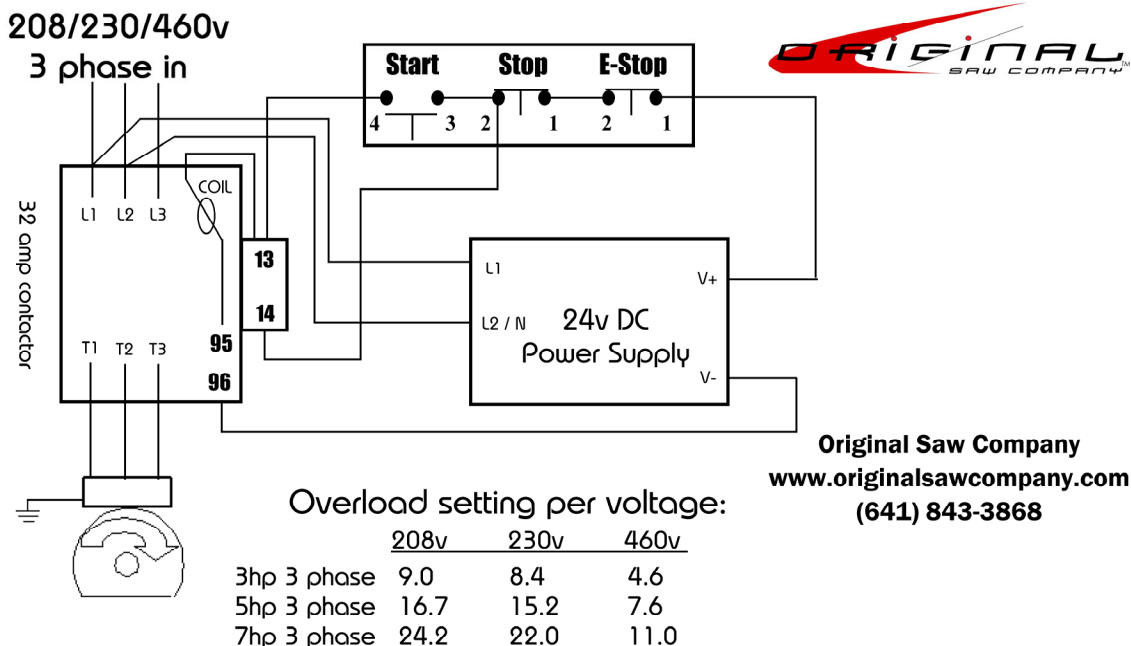 208/230/460v
3 phase in
Start Stop E-Stop
4 3 2 1 2 1
ORIGINAL
SAW COMPANY TM
32 amp contactor
COIL
L1 L2 L3
13
14
95
96
T1 T2 T3
L1
V+
L2 / N
24v DC
Power Supply
V-
Original Saw Company
www.originalsawcompany.com
(641) 843-3868
Overload setting per voltage:
208v 230v 460v
3hp 3 phase 9.0 8.4 4.6
5hp 3 phase 16.7 15.2 7.6
7hp 3 phase 24.2 22.0 11.0